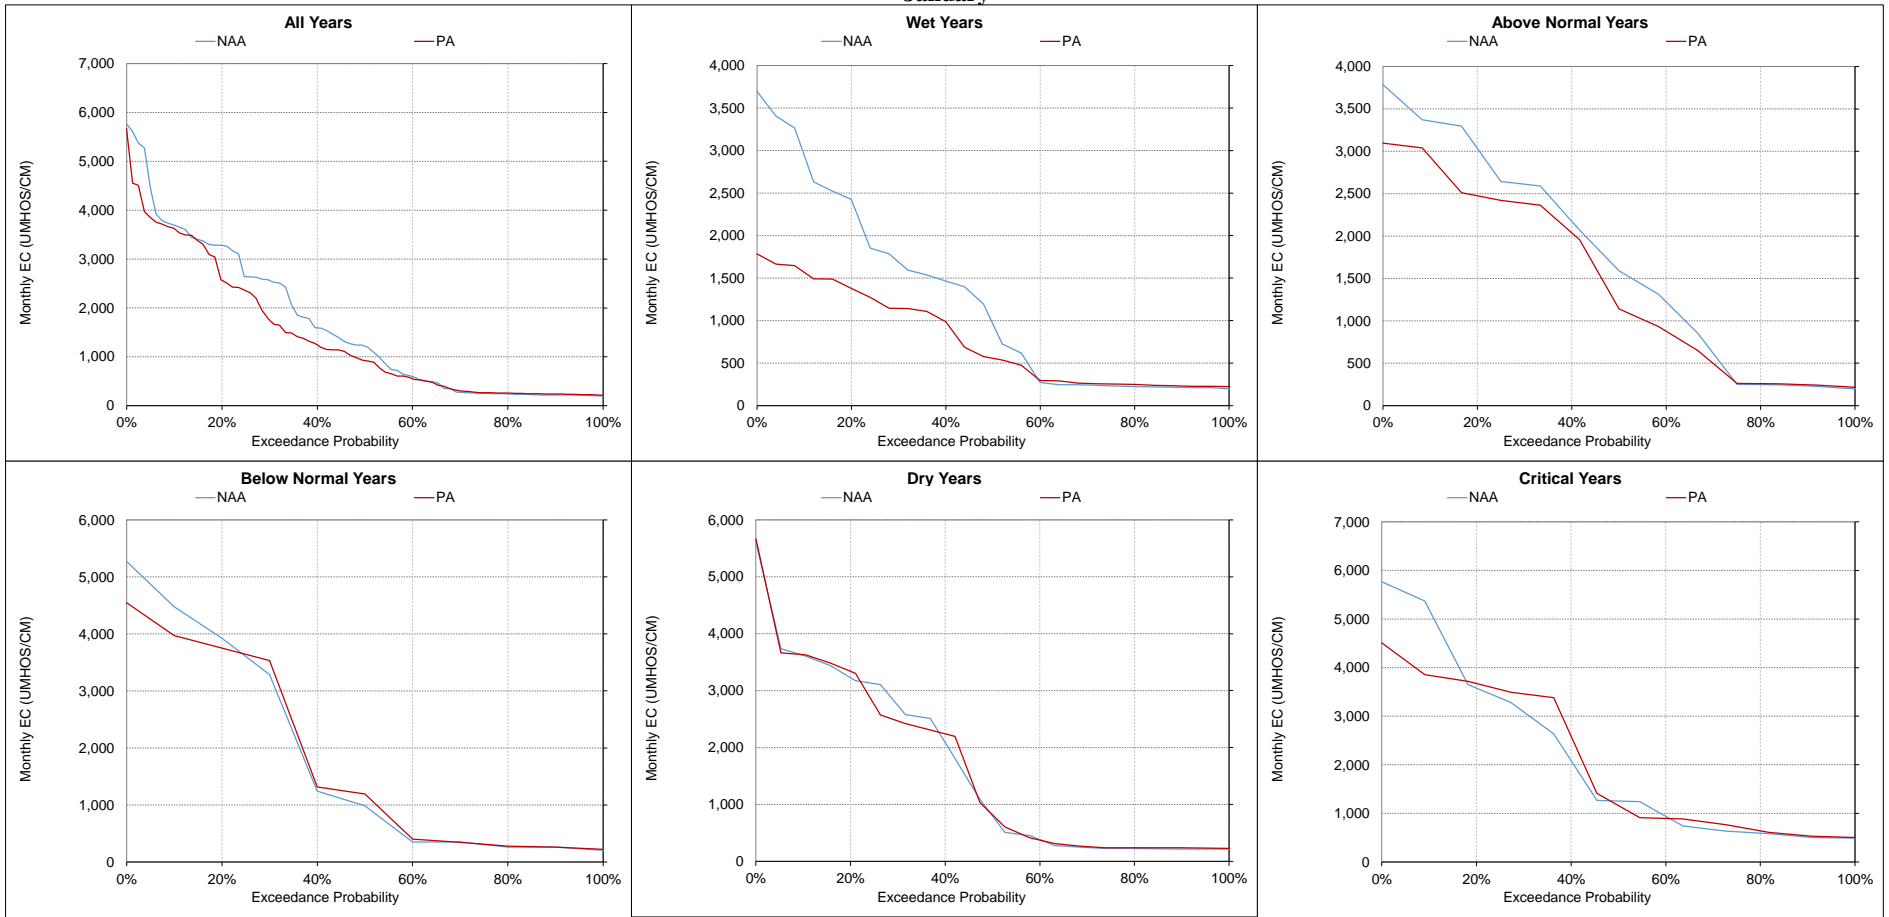 All Years
NAA PA
7,000
6,000
5,000
4,000
3,000
2,000
1,000
0
Monthly EC (UMHOS/CM)
0% 20% 40% 60% 80% 100%
Exceedance Probability
Wet Years
NAA PA
4,000
3,500
3,000
2,500
2,000
1,500
1,000
500
0
Monthly EC (UMHOS/CM)
0% 20% 40% 60% 80% 100%
Exceedance Probability
Above Normal Years
NAA PA
4,000
3,500
3,000
2,500
2,000
1,500
1,000
500
0
Monthly EC (UMHOS/CM)
0% 20% 40% 60% 80% 100%
Exceedance Probability
Below Normal Years
NAA PA
6,000
5,000
4,000
3,000
2,000
1,000
0
Monthly EC (UMHOS/CM)
0% 20% 40% 60% 80% 100%
Exceedance Probability
Dry Years
NAA PA
6,000
5,000
4,000
3,000
2,000
1,000
0
Monthly EC (UMHOS/CM)
0% 20% 40% 60% 80% 100%
Exceedance Probability
Critical Years
NAA PA
7,000
6,000
5,000
4,000
3,000
2,000
1,000
0
Monthly EC (UMHOS/CM)
0% 20% 40% 60% 80% 100%
Exceedance Probability